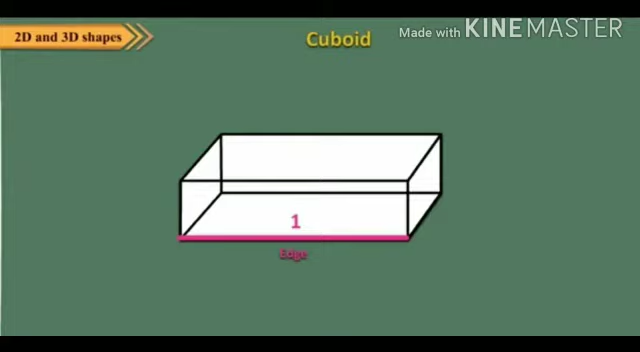 2D and 3D shapes
Cuboid
Made with KINEMASTER
1
Edge